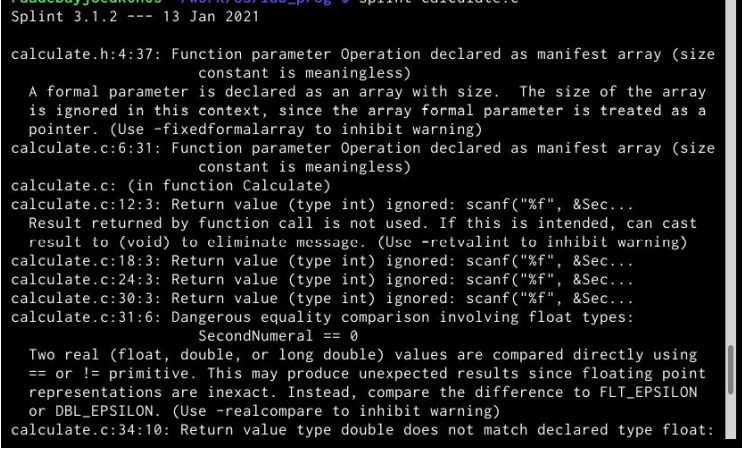 Splint 3.1.2 --- 13 Jan 2021
calculate.h:4:37: Function parameter Operation declared as manifest array (size
constant is meaningless)
A formal parameter is declared as an array with size.  The size of the array
is ignored in this context, since the array formal parameter is treated as a
pointer. (Use -fixedformalarray to inhibit warning)
calculate.c:6:31: Function parameter Operation declared as manifest array (size
constant is meaningless)
calculate.c: (in function Calculate)
calculate.c:12:3: Return value (type int) ignored: scanf("%f", &Sec...
Result returned by function call is not used. If this is intended, can cast
result to (void) to eliminate message. (Use -retvalint to inhibit warning)
calculate.c:18:3: Return value (type int) ignored: scanf("%f", &Sec...
calculate.c:24:3: Return value (type int) ignored: scanf("%f", &Sec...
calculate.c:30:3: Return value (type int) ignored: scanf("%f", &Sec...
calculate.c:31:6: Dangerous equality comparison involving float types:
SecondNumeral == 0
Two real (float, double, or long double) values are compared directly using
== or != primitive. This may produce unexpected results since floating point
representations are inexact. Instead, compare the difference to FLT_EPSILON
or DBL_EPSILON. (Use -realcompare to inhibit warning)
calculate.c:34:10: Return value type double does not match declared type float: